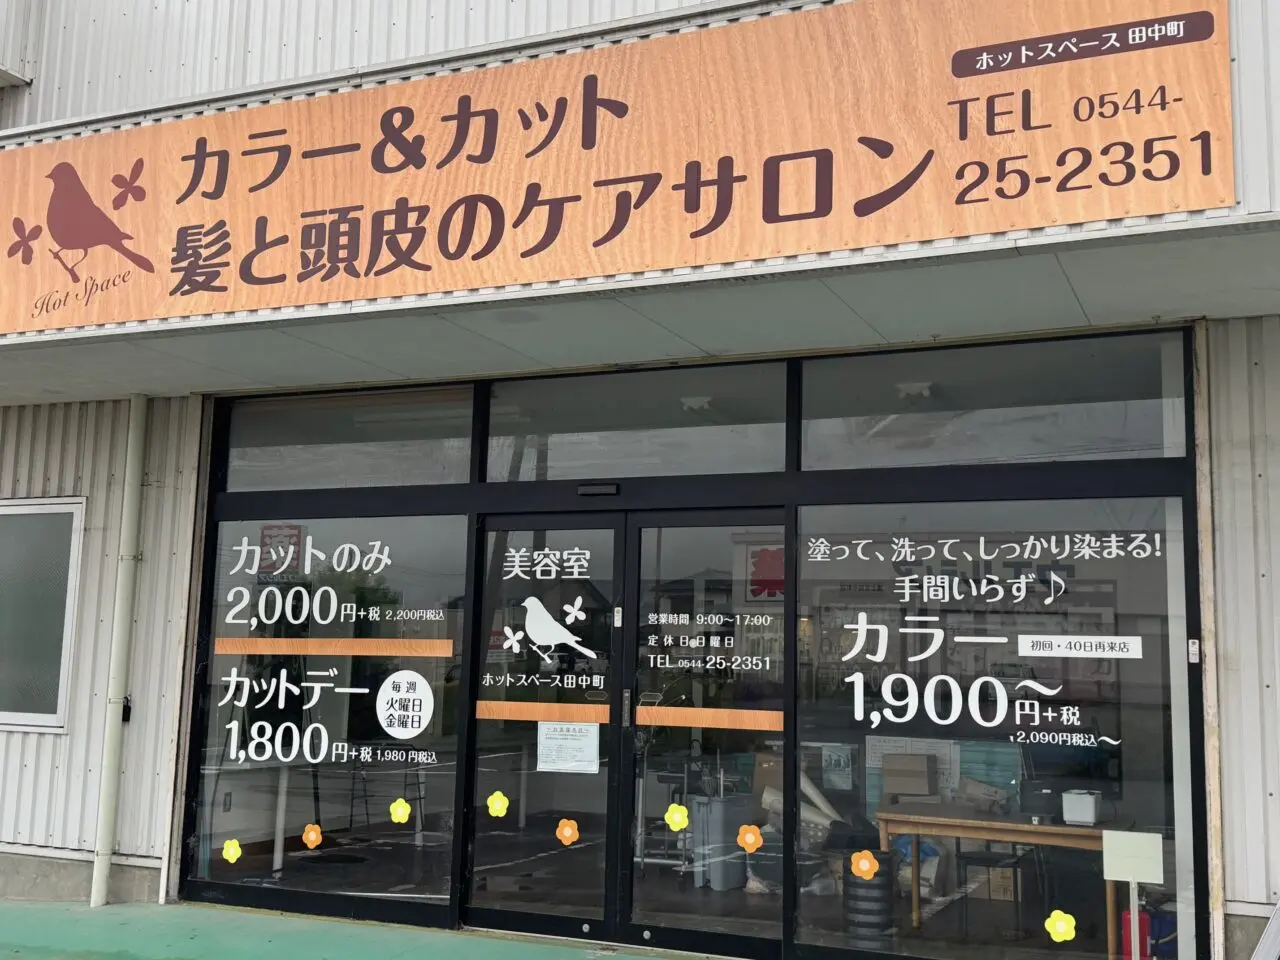 ホットスペース 田中町
カラー&カット
髪と頭皮のケアサロン
TEL 0544-
25-2351
Hot Space
カットのみ
2,000円+税 2,200円税込
カットデー
毎週
火曜日
金曜日
1,800円+税 1,980円税込
美容室
ホットスペース田中町
営業時間 9:00〜17:00
定休日 日曜日
TEL 0544-25-2351
塗って、洗って、しっかり染まる!
手間いらず♪
カラー
初回・40日再来店
1,900〜
円+税
2,090円税込〜
薬